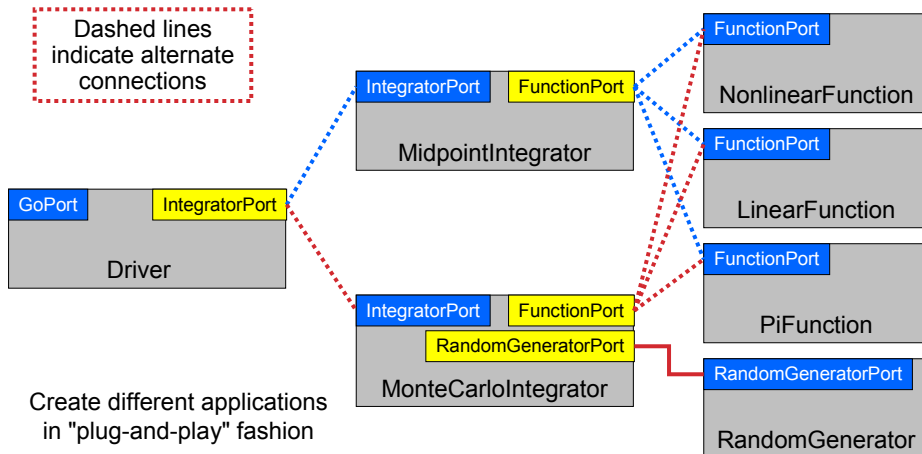 Dashed lines
indicate alternate
connections
GoPort
IntegratorPort
Driver
IntegratorPort
FunctionPort
MidpointIntegrator
IntegratorPort
FunctionPort
RandomGeneratorPort
MonteCarloIntegrator
FunctionPort
NonlinearFunction
FunctionPort
LinearFunction
FunctionPort
PiFunction
RandomGeneratorPort
RandomGenerator
Create different applications
in "plug-and-play" fashion